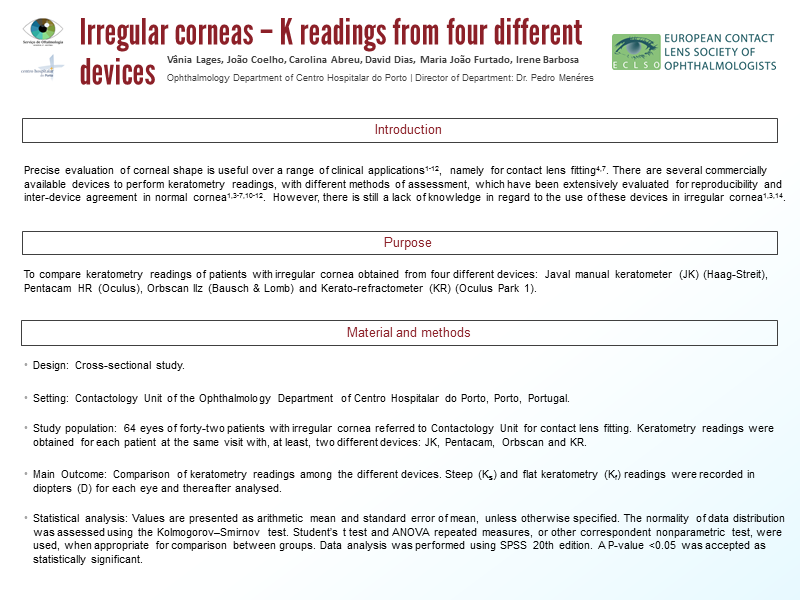 Irregular corneas – K readings from four different
devices
Vânia Lages, João Coelho, Carolina Abreu, David Dias, Maria João Furtado, Irene Barbosa
Ophthalmology Department of Centro Hospitalar do Porto | Director of Department: Dr. Pedro Menéres
Serviço de Oftalmologia
centro hospitalar
do Porto
E C L S O
EUROPEAN CONTACT
LENS SOCIETY OF
OPHTHALMOLOGISTS
Introduction
Precise evaluation of corneal shape is useful over a range of clinical applications1-12, namely for contact lens fitting4,7. There are several commercially
available devices to perform keratometry readings, with different methods of assessment, which have been extensively evaluated for reproducibility and
inter-device agreement in normal cornea1,3-7,10-12. However, there is still a lack of knowledge in regard to the use of these devices in irregular cornea1,3,14.
Purpose
To compare keratometry readings of patients with irregular cornea obtained from four different devices: Javal manual keratometer (JK) (Haag-Streit),
Pentacam HR (Oculus), Orbscan IIz (Bausch & Lomb) and Kerato-refractometer (KR) (Oculus Park 1).
Material and methods
• Design: Cross-sectional study.
• Setting: Contactology Unit of the Ophthalmology Department of Centro Hospitalar do Porto, Porto, Portugal.
• Study population: 64 eyes of forty-two patients with irregular cornea referred to Contactology Unit for contact lens fitting. Keratometry readings were
obtained for each patient at the same visit with, at least, two different devices: JK, Pentacam, Orbscan and KR.
• Main Outcome: Comparison of keratometry readings among the different devices. Steep (Ks) and flat keratometry (Kf) readings were recorded in
diopters (D) for each eye and thereafter analysed.
• Statistical analysis: Values are presented as arithmetic mean and standard error of mean, unless otherwise specified. The normality of data distribution
was assessed using the Kolmogorov–Smirnov test. Student's t test and ANOVA repeated measures, or other correspondent nonparametric test, were
used, when appropriate for comparison between groups. Data analysis was performed using SPSS 20th edition. A P-value <0.05 was accepted as
statistically significant.